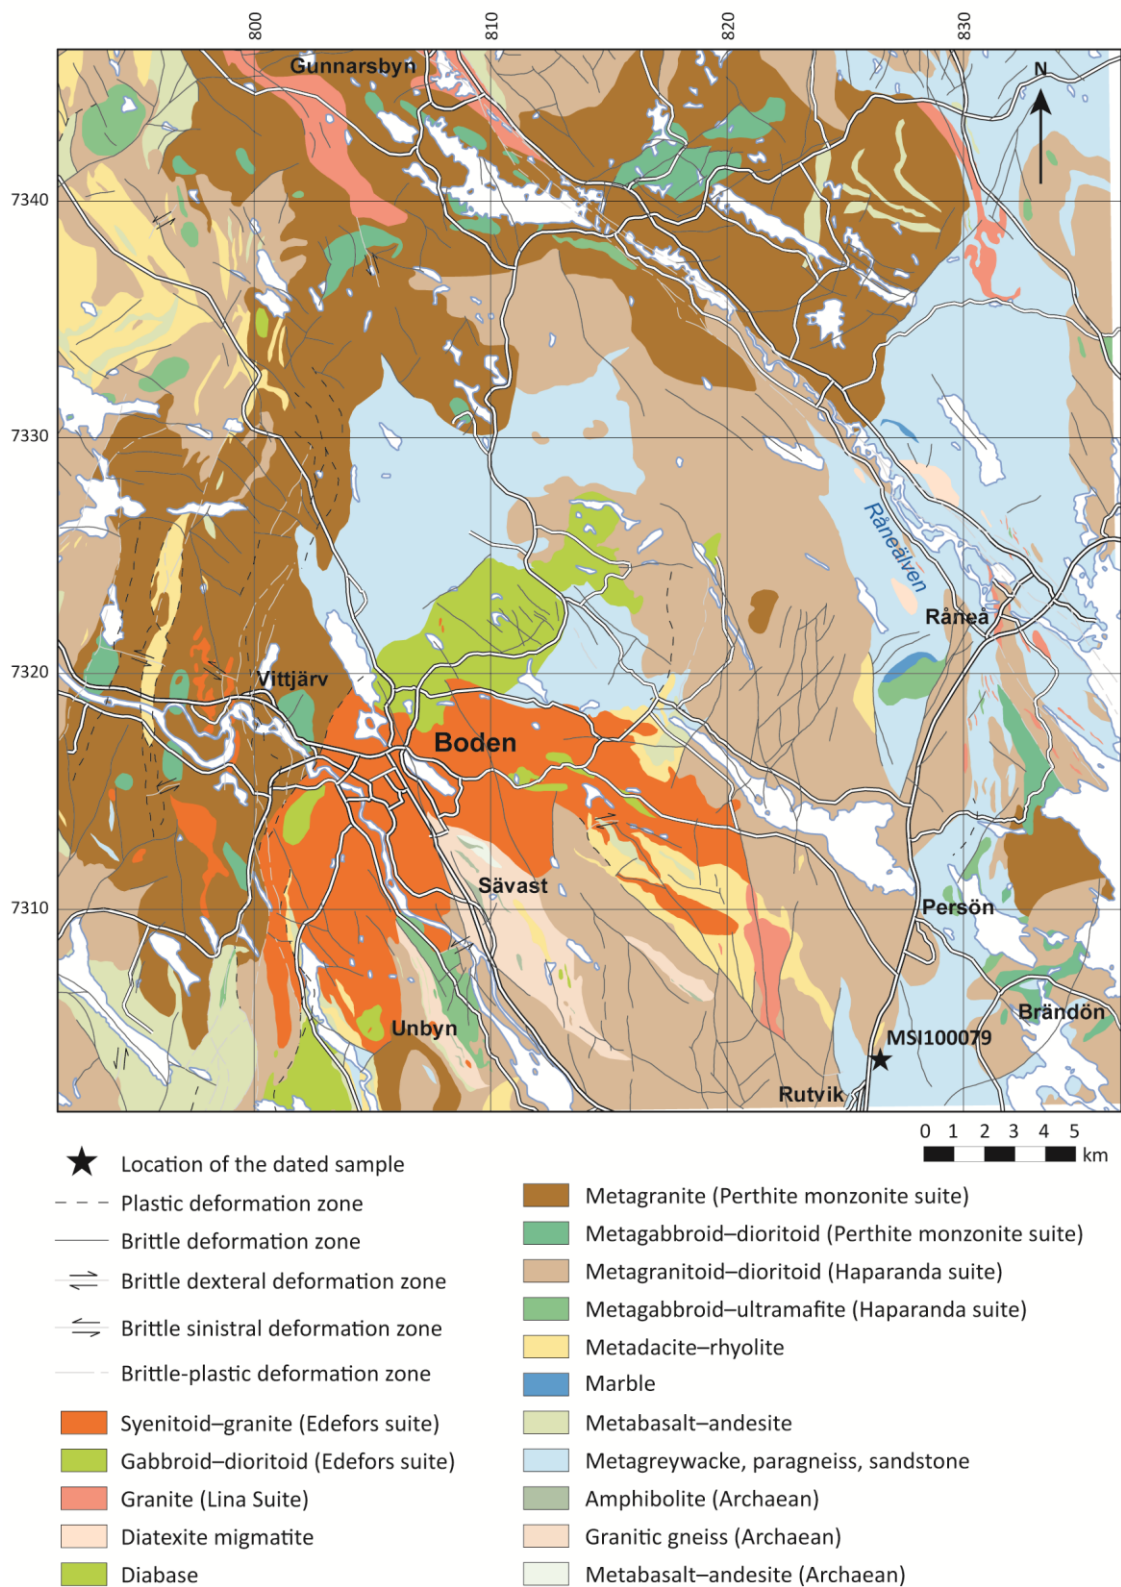 800
810
820
830
Gunnarsbyn
N
7340
7330
Råneälven
Råneå
7320
Vittjärv
Boden
Sävast
7310
Persön
Brändön
Unbyn
MSI100079
Rutvik
0 1 2 3 4 5
km
Location of the dated sample
Plastic deformation zone
Brittle deformation zone
Brittle dexteral deformation zone
Brittle sinistral deformation zone
Brittle-plastic deformation zone
Syenitoid–granite (Edefors suite)
Gabbroid–dioritoid (Edefors suite)
Granite (Lina Suite)
Diatexite migmatite
Diabase
Metagranite (Perthite monzonite suite)
Metagabbroid–dioritoid (Perthite monzonite suite)
Metagranitoid–dioritoid (Haparanda suite)
Metagabbroid–ultramafite (Haparanda suite)
Metadacite–rhyolite
Marble
Metabasalt–andesite
Metagreywacke, paragneiss, sandstone
Amphibolite (Archaean)
Granitic gneiss (Archaean)
Metabasalt–andesite (Archaean)